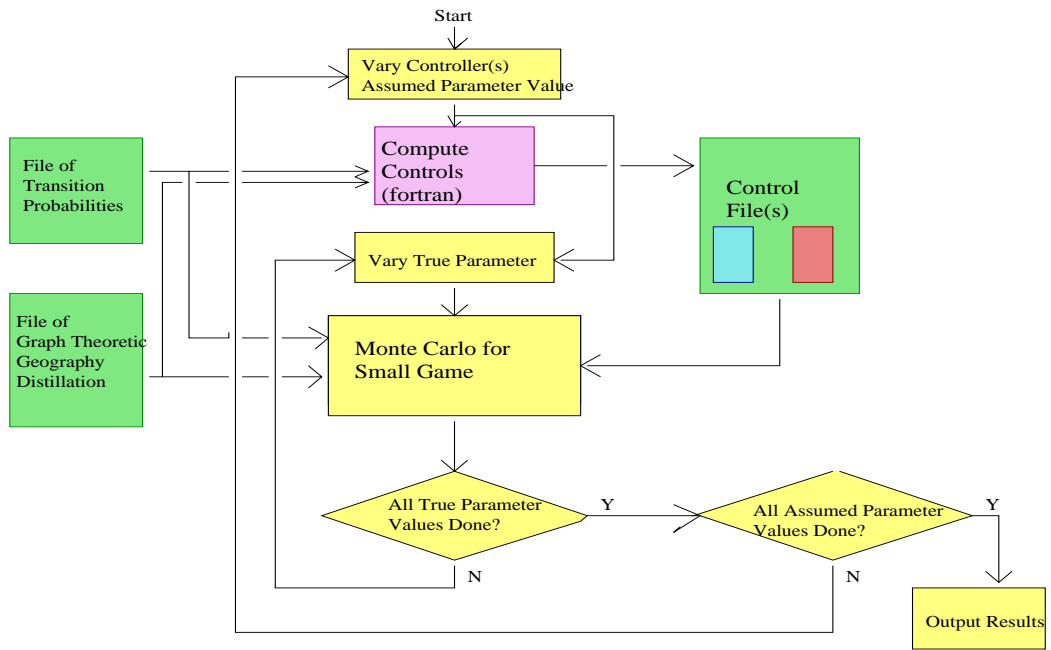 Start
Vary Controller(s)
Assumed Parameter Value
File of
Transition
Probabilities
Compute
Controls
(fortran)
Control
File(s)
Vary True Parameter
File of
Graph Theoretic
Geography
Distillation
Monte Carlo for
Small Game
All True Parameter
Values Done?
Y
All Assumed Parameter
Values Done?
Y
N
N
Output Results